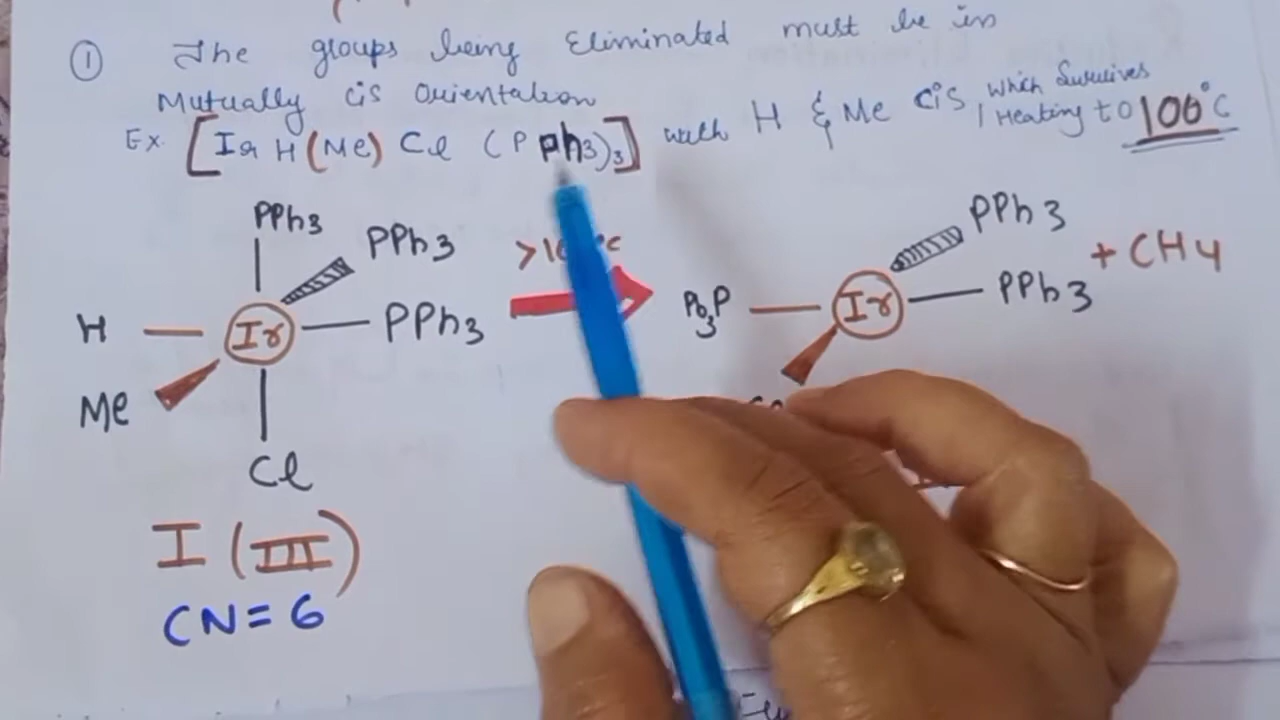 ① The groups being Eliminated must be in
Mutually cis Orientation
Ex. [Ir H (Me) Cl (P Ph3)3] with H & Me cis which Survives
Heating to 100°C
PPh3
PPh3
H Ir PPh3
Me
Cl
I (III)
CN = 6
PPh3
Ph3P Ir PPh3
+ CH4